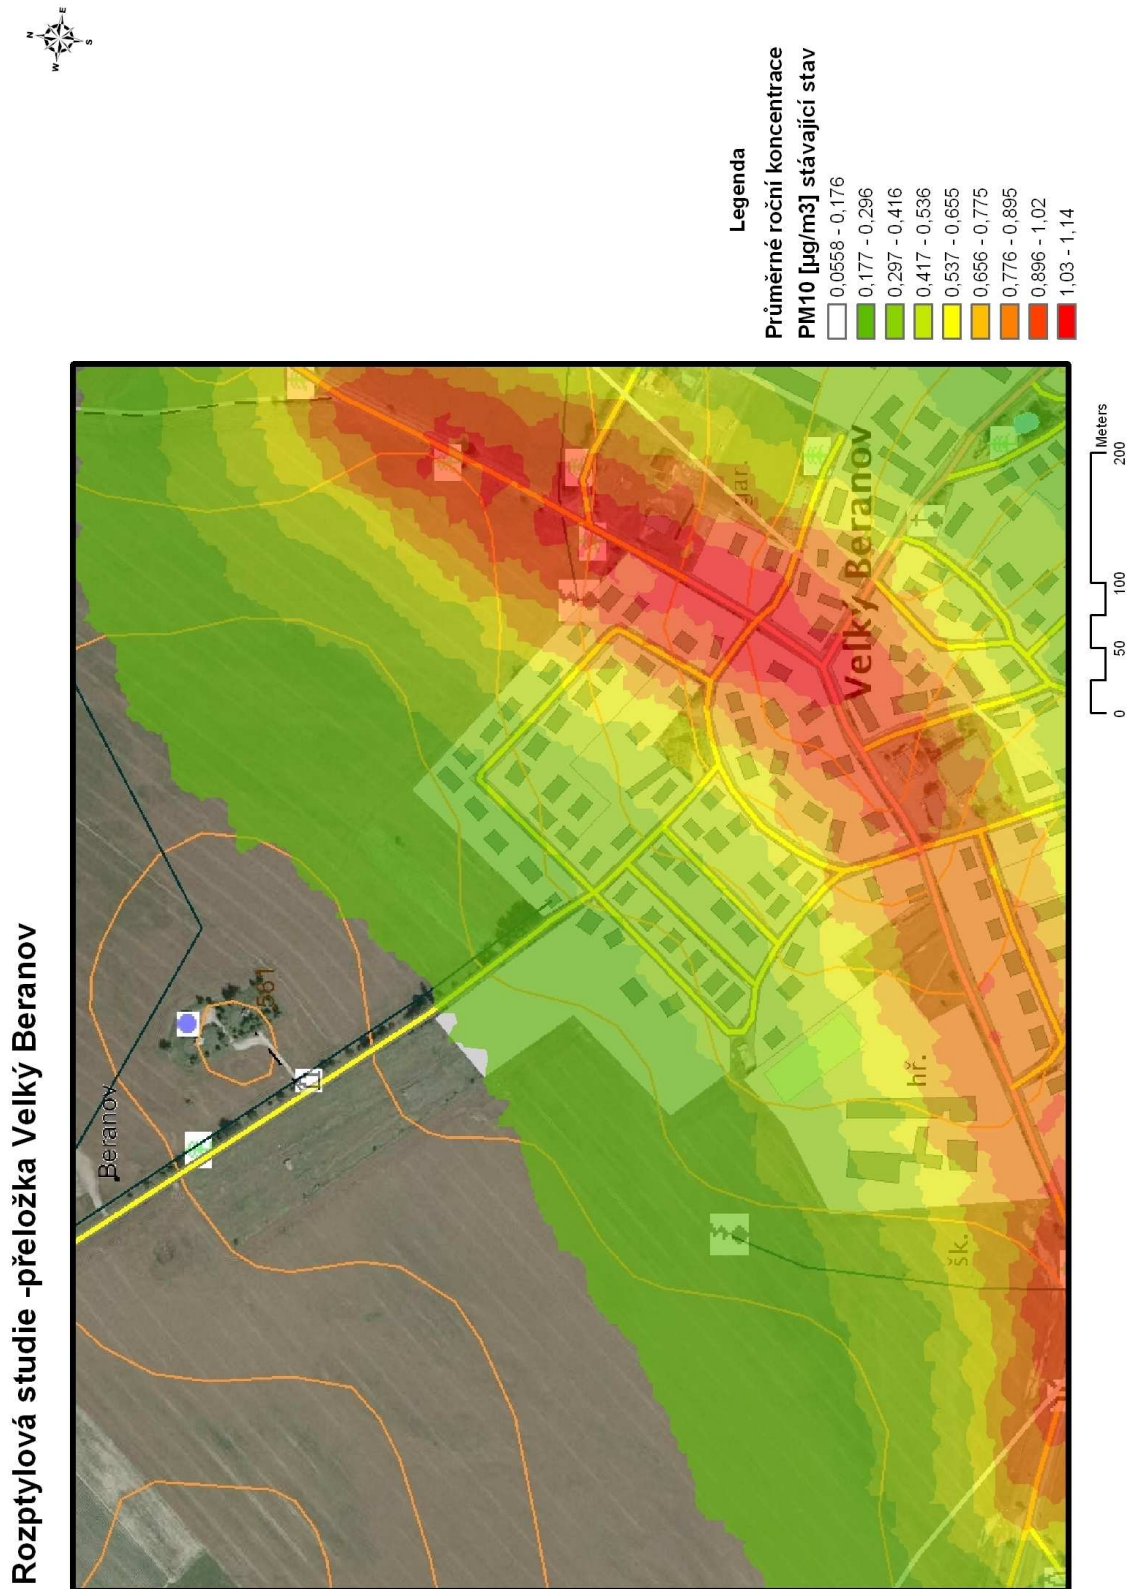 Rozptylová studie -přeložka Velký Beranov
N
E
S
W
Beranov
561
Velký Beranov
gar.
hř.
šk.
Legenda
Průměrné roční koncentrace
PM10 [µg/m3] stávající stav
0,0558 - 0,176
0,177 - 0,296
0,297 - 0,416
0,417 - 0,536
0,537 - 0,655
0,656 - 0,775
0,776 - 0,895
0,896 - 1,02
1,03 - 1,14
0 50 100 200
Meters